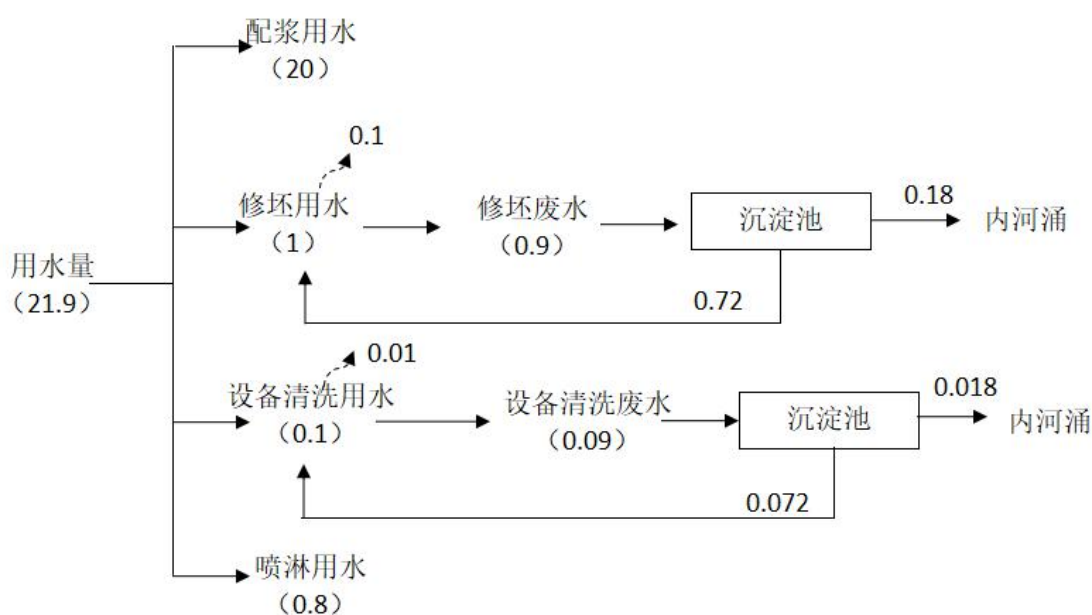 配浆用水
（20）
0.1
修坯用水
（1）
修坯废水
（0.9）
沉淀池
0.18
内河涌
用水量
（21.9）
0.72
0.01
设备清洗用水
（0.1）
设备清洗废水
（0.09）
沉淀池
0.018
内河涌
0.072
喷淋用水
（0.8）